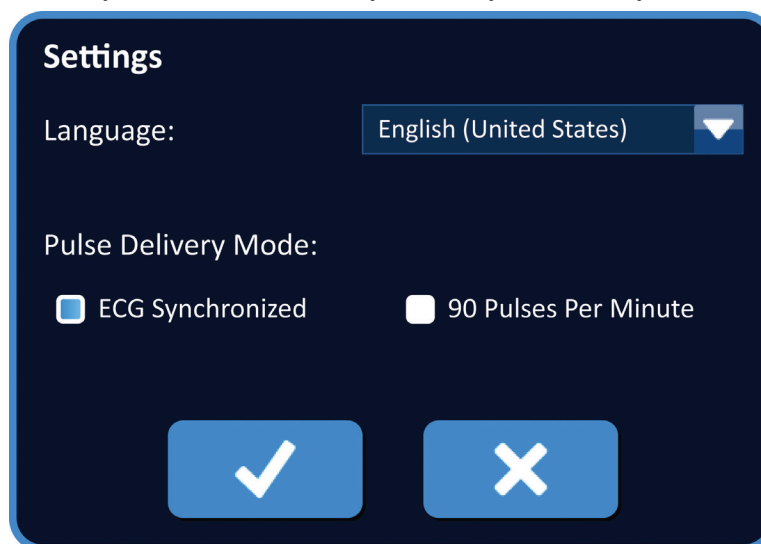 Settings
Language:
English (United States)
Pulse Delivery Mode:
ECG Synchronized
90 Pulses Per Minute